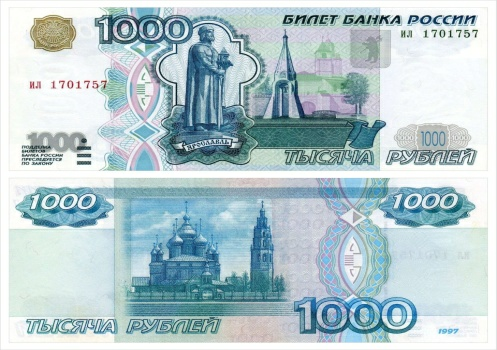 1000
БИЛЕТ БАНКА РОССИИ
ил 1701757
ил 1701757
1000
ПОДДЕЛКА
БИЛЕТОВ
БАНКА РОССИИ
ПРЕСЛЕДУЕТСЯ
ПО ЗАКОНУ
ЯРОСЛАВЛЬ
1000
ТЫСЯЧА РУБЛЕЙ
1000
1000
ТЫСЯЧА РУБЛЕЙ
1000
1997